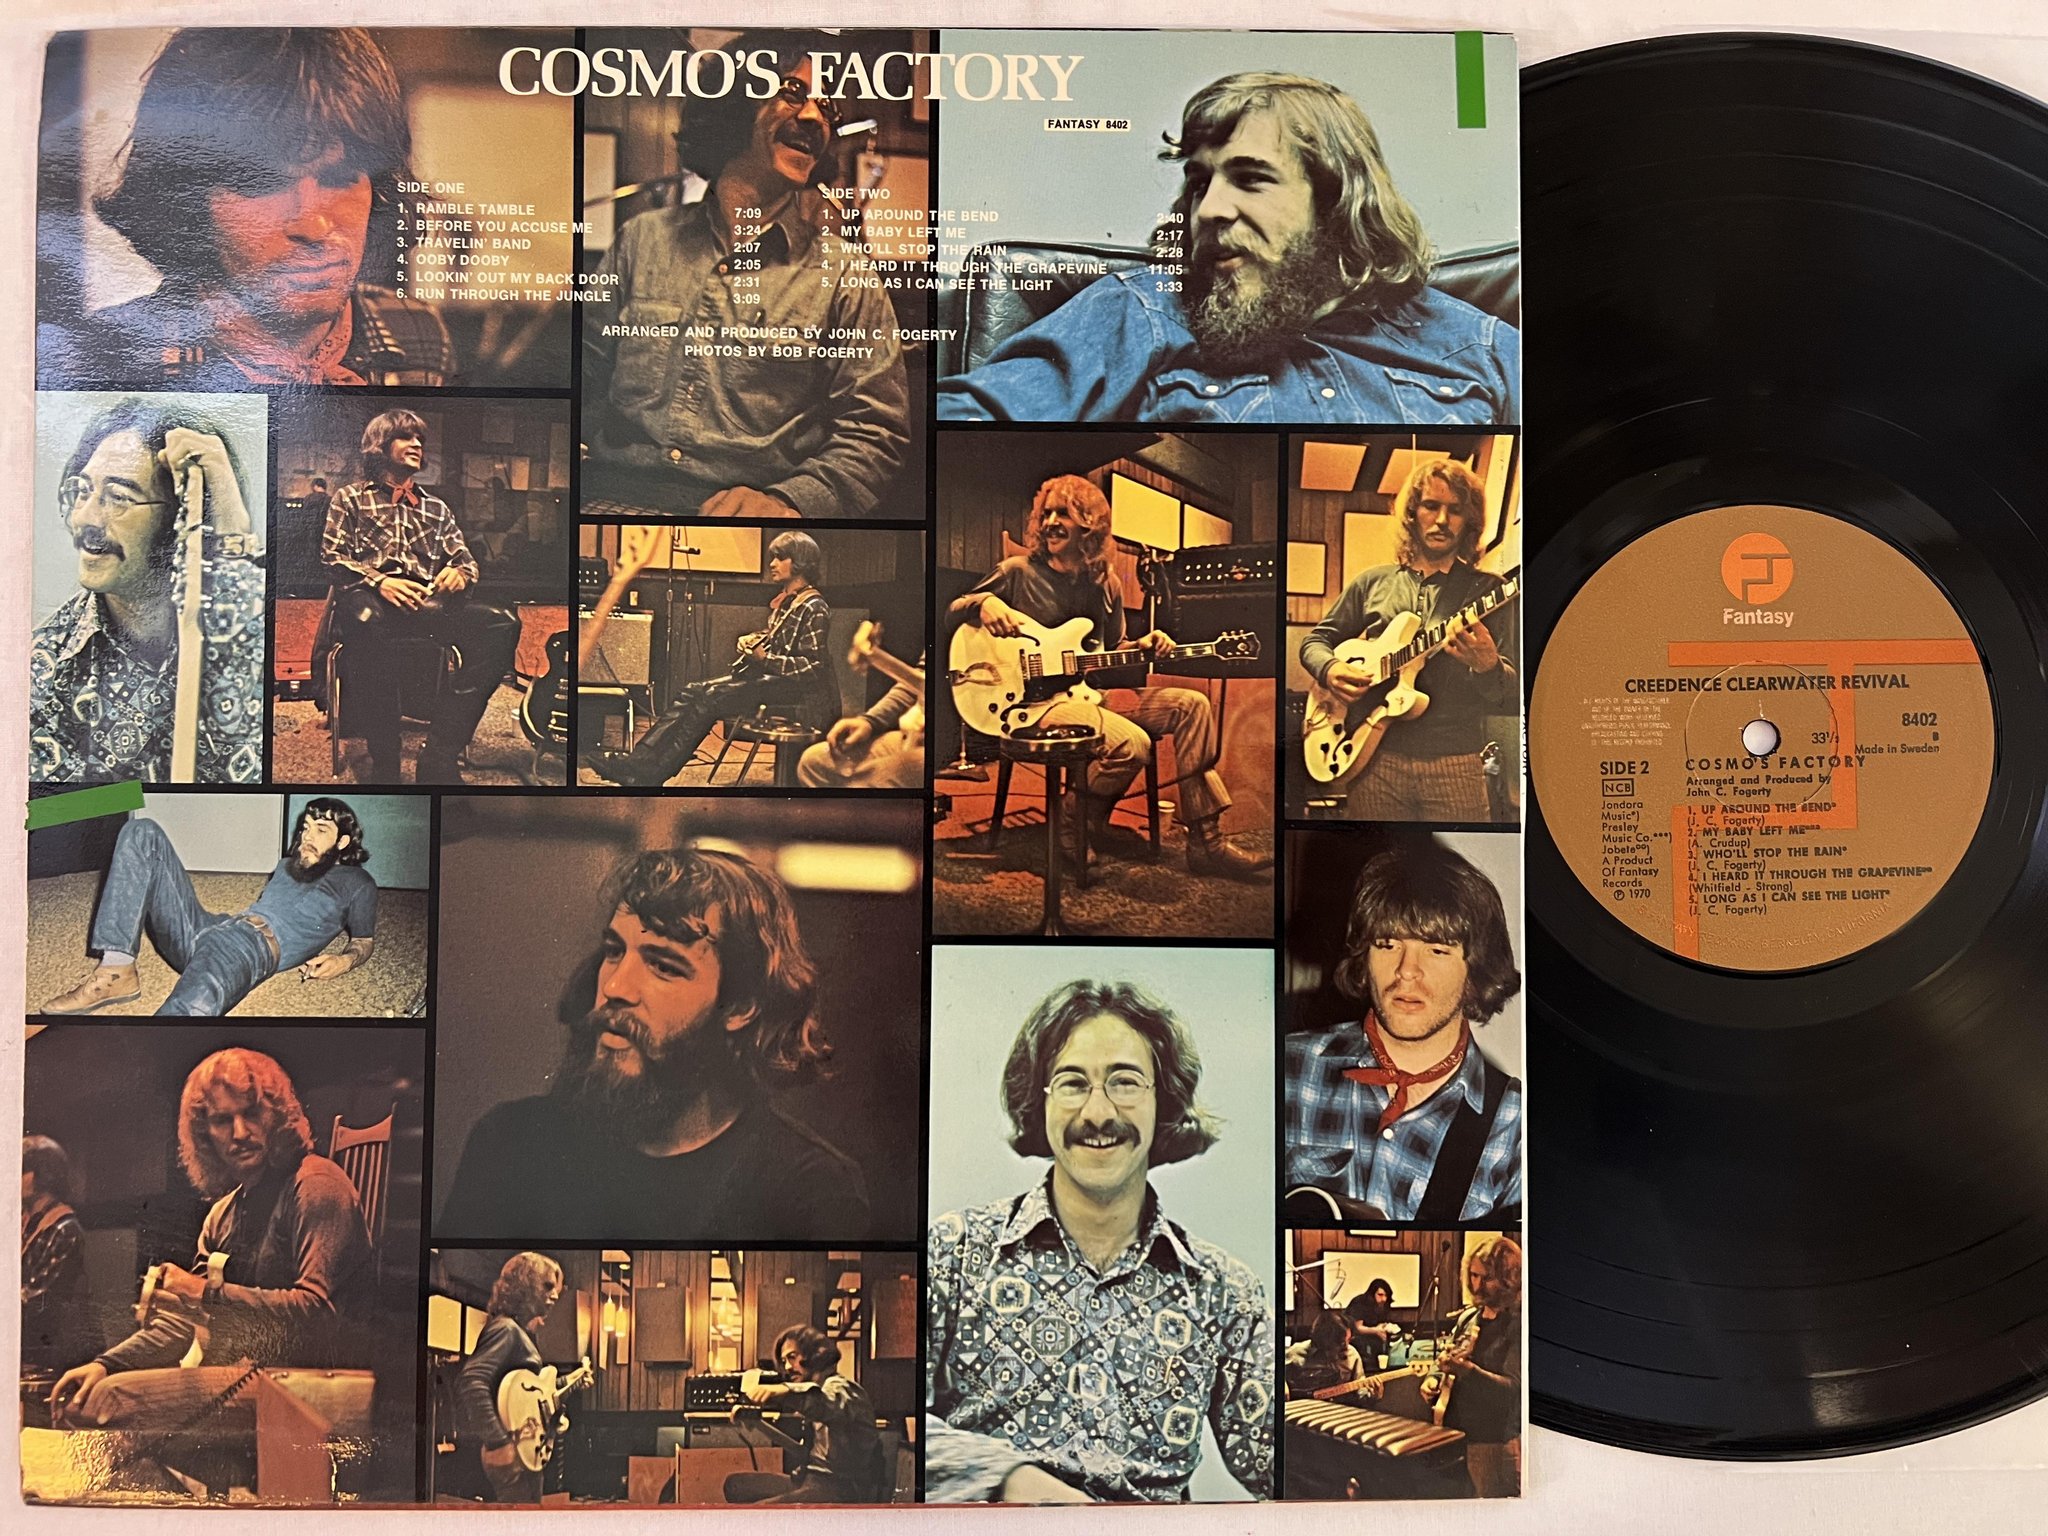 COSMO'S FACTORY
FANTASY 8402
SIDE ONE
1. RAMBLE TAMBLE 7:09
2. BEFORE YOU ACCUSE ME 3:24
3. TRAVELIN' BAND 2:07
4. OOBY DOOBY 2:05
5. LOOKIN' OUT MY BACK DOOR 2:31
6. RUN THROUGH THE JUNGLE 3:09
SIDE TWO
1. UP AROUND THE BEND 2:40
2. MY BABY LEFT ME 2:17
3. WHO'LL STOP THE RAIN 2:28
4. I HEARD IT THROUGH THE GRAPEVINE 11:05
5. LONG AS I CAN SEE THE LIGHT 3:33
ARRANGED AND PRODUCED BY JOHN C. FOGERTY
PHOTOS BY BOB FOGERTY
Fantasy
CREEDENCE CLEARWATER REVIVAL
8402
B
33⅓
Made in Sweden
SIDE 2
NCB
Jondora
Music*)
Presley
Music Co.***)
Jobete°°)
A Product
Of Fantasy
Records
℗ 1970
COSMO'S FACTORY
Arranged and Produced by
John C. Fogerty
1. UP AROUND THE BEND*
(J. C. Fogerty)
2. MY BABY LEFT ME***
(A. Crudup)
3. WHO'LL STOP THE RAIN*
(J. C. Fogerty)
4. I HEARD IT THROUGH THE GRAPEVINE°°
(Whitfield - Strong)
5. LONG AS I CAN SEE THE LIGHT*
(J. C. Fogerty)
BERKELEY, CALIFORNIA